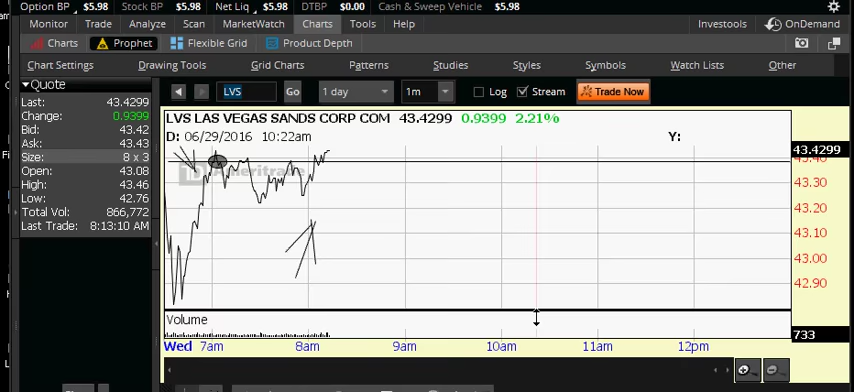 Option BP $5.98 Stock BP $5.98 Net Liq $5.98 DTBP $0.00 Cash & Sweep Vehicle $5.98
Monitor Trade Analyze Scan MarketWatch Charts Tools Help Investools OnDemand
Charts Prophet Flexible Grid Product Depth
Chart Settings Drawing Tools Grid Charts Patterns Studies Styles Symbols Watch Lists Other
Quote
LVS Go 1 day 1m Log Stream Trade Now
Last: 43.4299
Change: 0.9399
Bid: 43.42
Ask: 43.43
Size: 8 x 3
Open: 43.08
High: 43.46
Low: 42.76
Total Vol: 866,772
Last Trade: 8:13:10 AM
LVS LAS VEGAS SANDS CORP COM 43.4299 0.9399 2.21%
D: 06/29/2016 10:22am Y:
Ameritrade
43.4299
43.40
43.30
43.20
43.10
43.00
42.90
Volume
733
Wed 7am 8am 9am 10am 11am 12pm